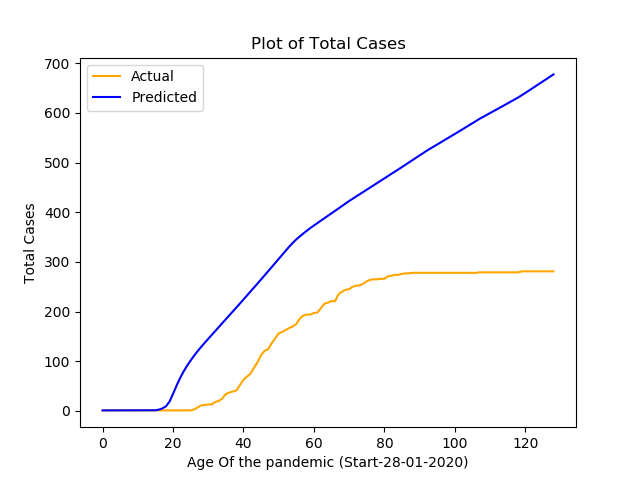 Plot of Total Cases
Actual
Predicted
Total Cases
700
600
500
400
300
200
100
0
0 20 40 60 80 100 120
Age Of the pandemic (Start-28-01-2020)